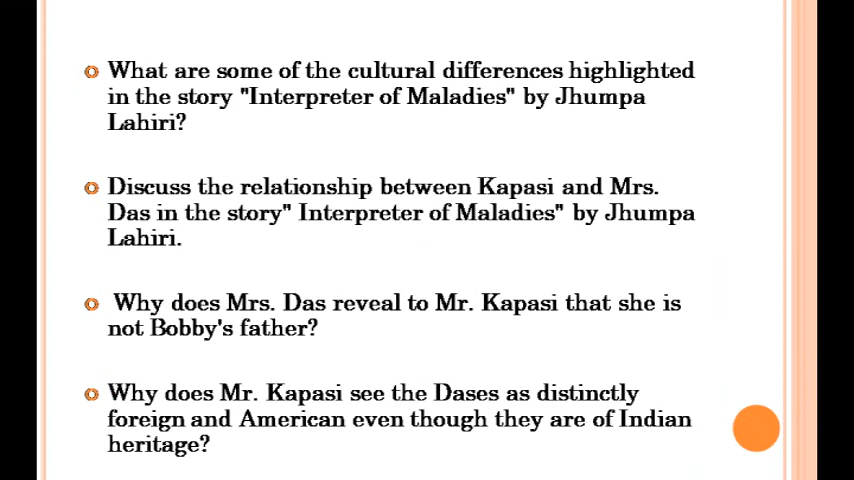 What are some of the cultural differences highlighted
in the story "Interpreter of Maladies" by Jhumpa
Lahiri?
Discuss the relationship between Kapasi and Mrs.
Das in the story" Interpreter of Maladies" by Jhumpa
Lahiri.
Why does Mrs. Das reveal to Mr. Kapasi that she is
not Bobby's father?
Why does Mr. Kapasi see the Dases as distinctly
foreign and American even though they are of Indian
heritage?